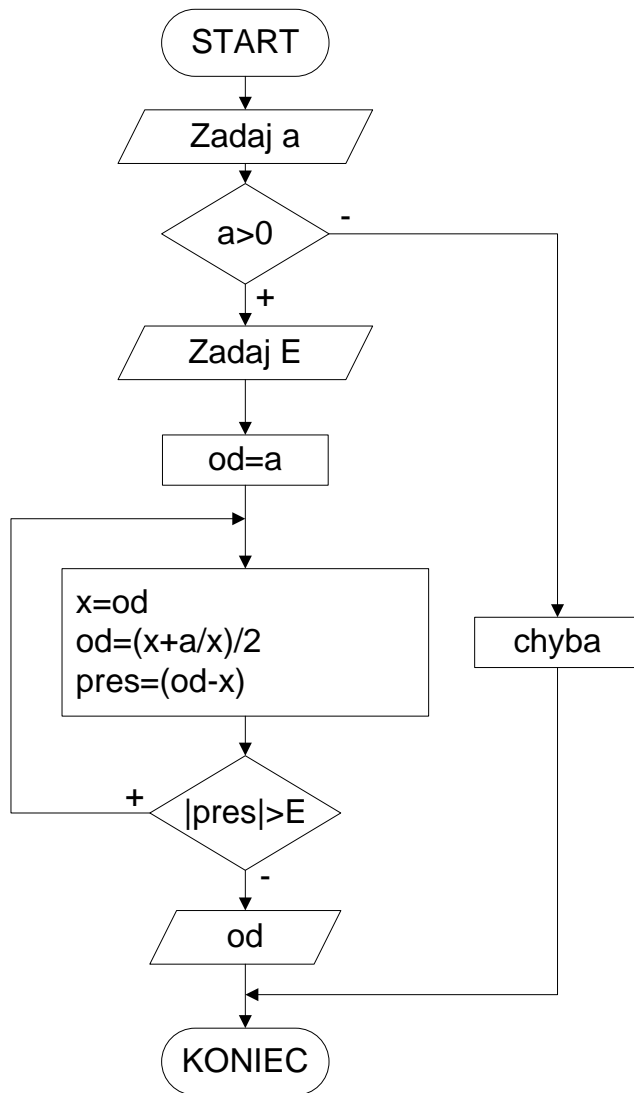 START
Zadaj a
a>0
-
+
Zadaj E
od=a
x=od
od=(x+a/x)/2
pres=(od-x)
chyba
+
|pres|>E
-
od
KONIEC